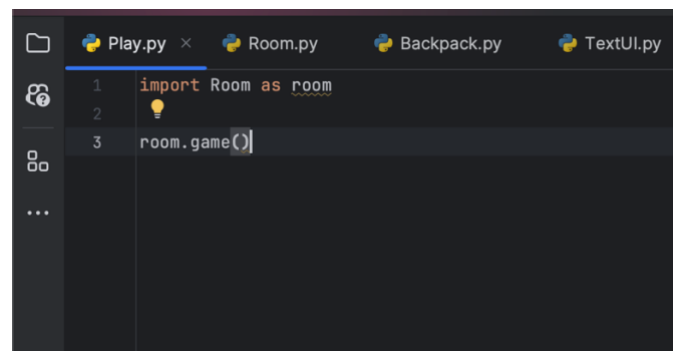 Play.py × Room.py Backpack.py TextUI.py
1 import Room as room
2
3 room.game()